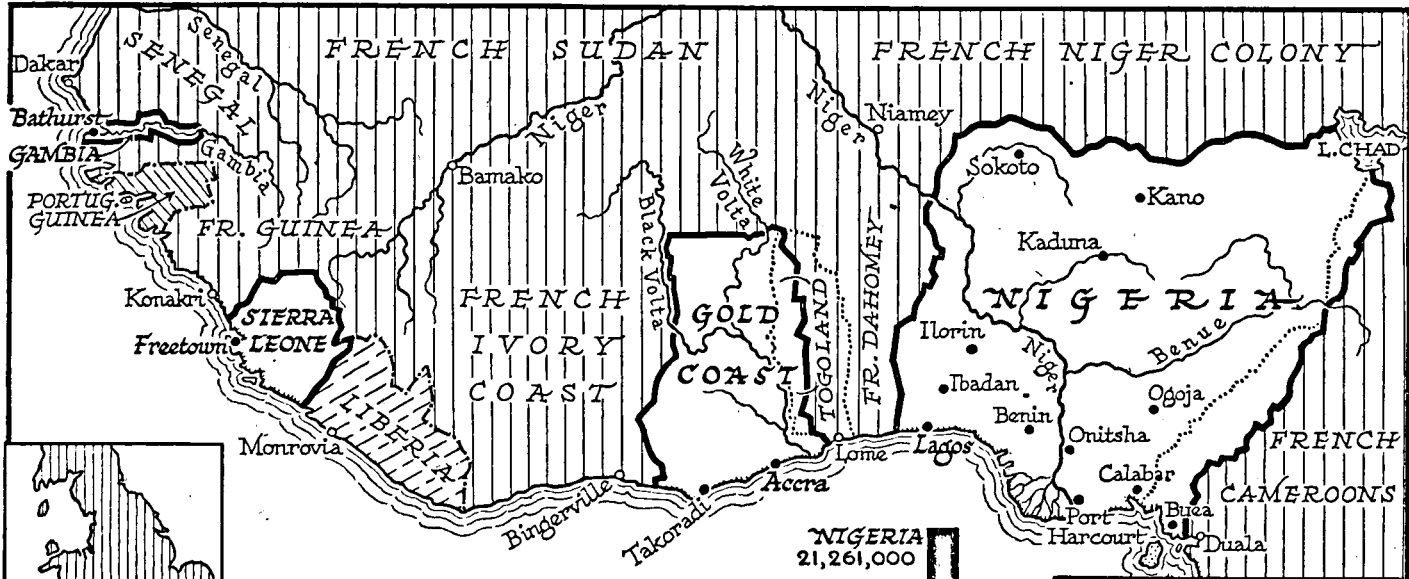 FRENCH SUDAN
FRENCH NIGER COLONY
SENEGAL
Senegal
Dakar
Bathurst
GAMBIA
Gambia
PORTUG.
GUINEA
FR. GUINEA
Niger
Bamako
White
Volta
Black Volta
Niger
Niamey
L. CHAD
Sokoto
Kano
Kaduna
NIGERIA
Konakri
SIERRA
LEONE
Freetown
FRENCH
IVORY
COAST
GOLD
COAST
TOGOLAND
FR. DAHOMEY
Ilorin
Niger
Benue
Ibadan
Benin
Ogoja
LIBERIA
Monrovia
Onitsha
Lagos
Lome
Accra
Calabar
FRENCH
CAMEROONS
Bingerville
Takoradi
Port
Harcourt
Buea
Duala
NIGERIA
21,261,000